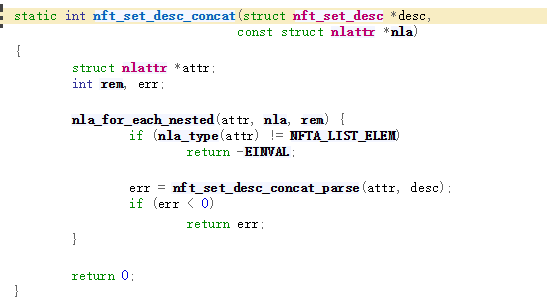 static int nft_set_desc_concat(struct nft_set_desc *desc,
                               const struct nlattr *nla)
{
        struct nlattr *attr;
        int rem, err;

        nla_for_each_nested(attr, nla, rem) {
                if (nla_type(attr) != NFTA_LIST_ELEM)
                        return -EINVAL;

                err = nft_set_desc_concat_parse(attr, desc);
                if (err < 0)
                        return err;
        }

        return 0;
}